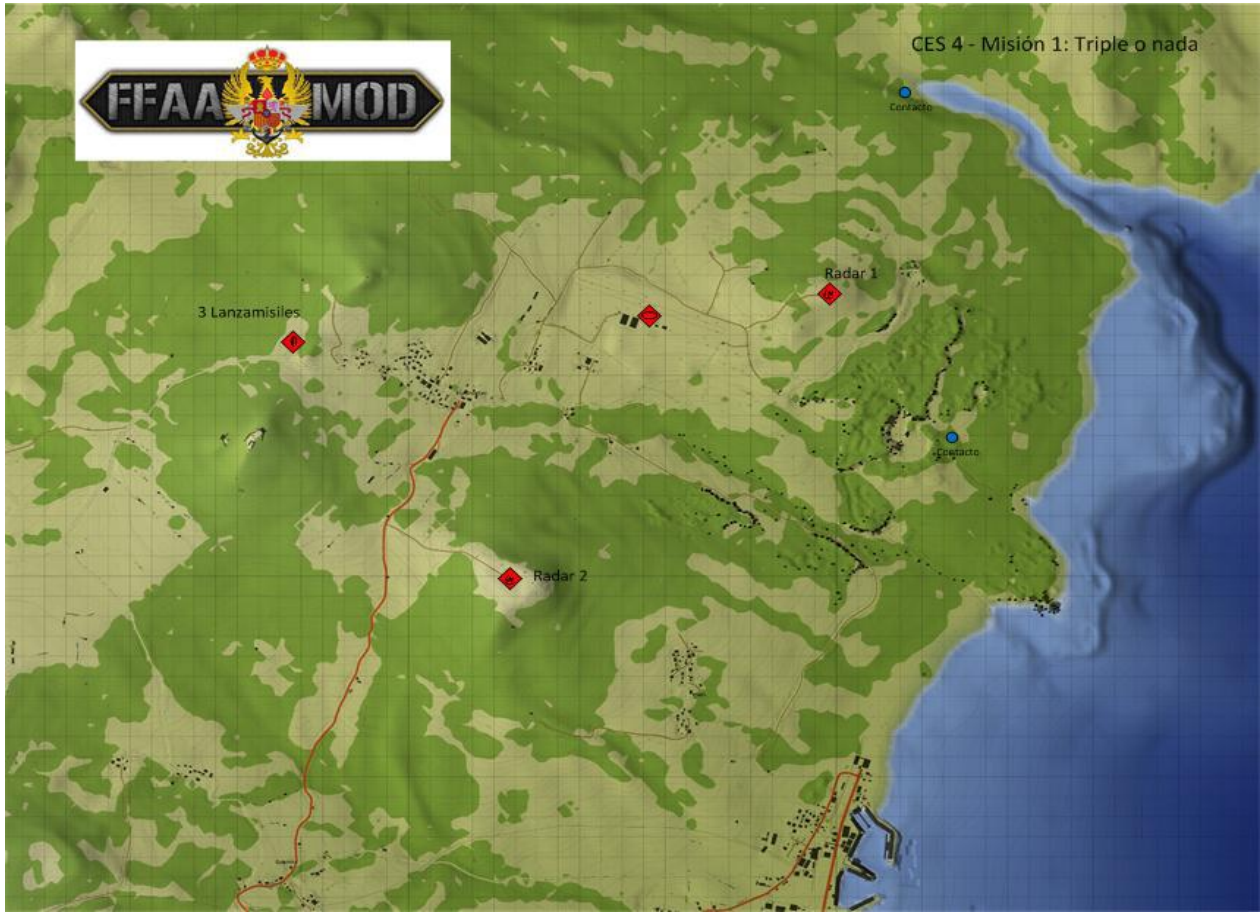 CES 4 - Misión 1: Triple o nada
FFAA MOD
Contacto
Radar 1
3 Lanzamisiles
Contacto
Radar 2